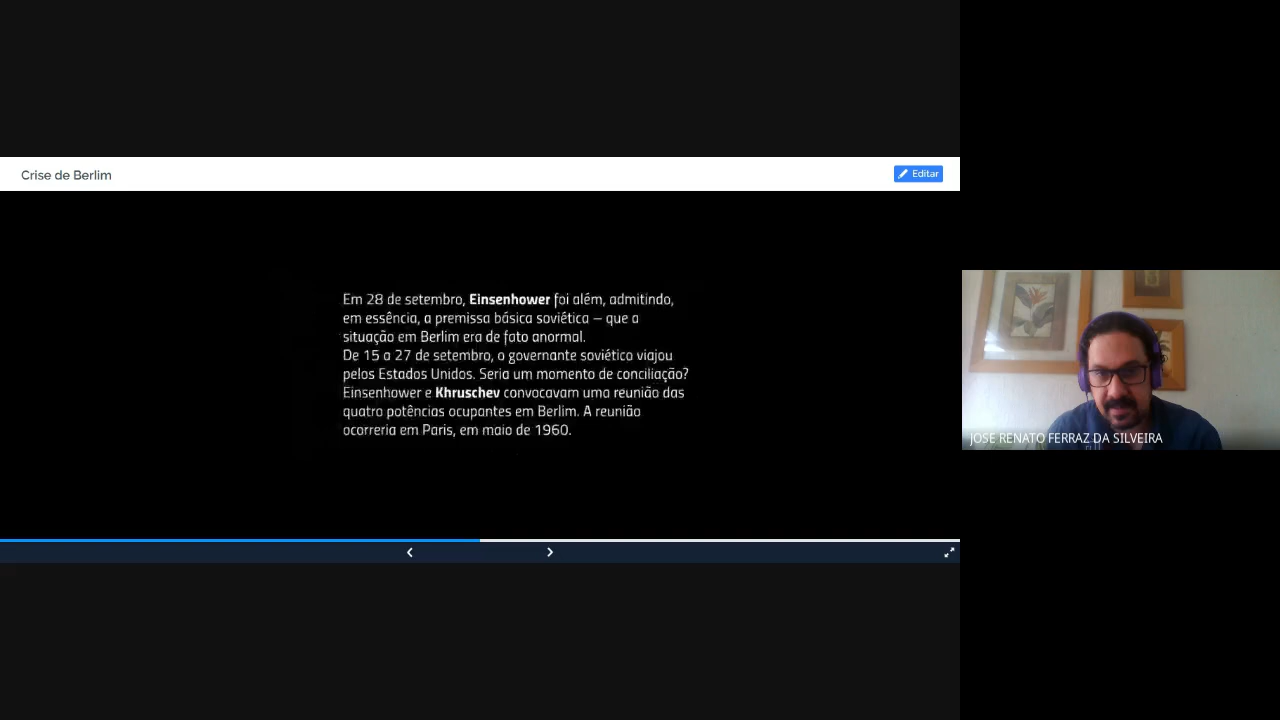 Crise de Berlim
Editar
Em 28 de setembro, Einsenhower foi além, admitindo,
em essência, a premissa básica soviética – que a
situação em Berlim era de fato anormal.
De 15 a 27 de setembro, o governante soviético viajou
pelos Estados Unidos. Seria um momento de conciliação?
Einsenhower e Khruschev convocavam uma reunião das
quatro potências ocupantes em Berlim. A reunião
ocorreria em Paris, em maio de 1960.
JOSE RENATO FERRAZ DA SILVEIRA